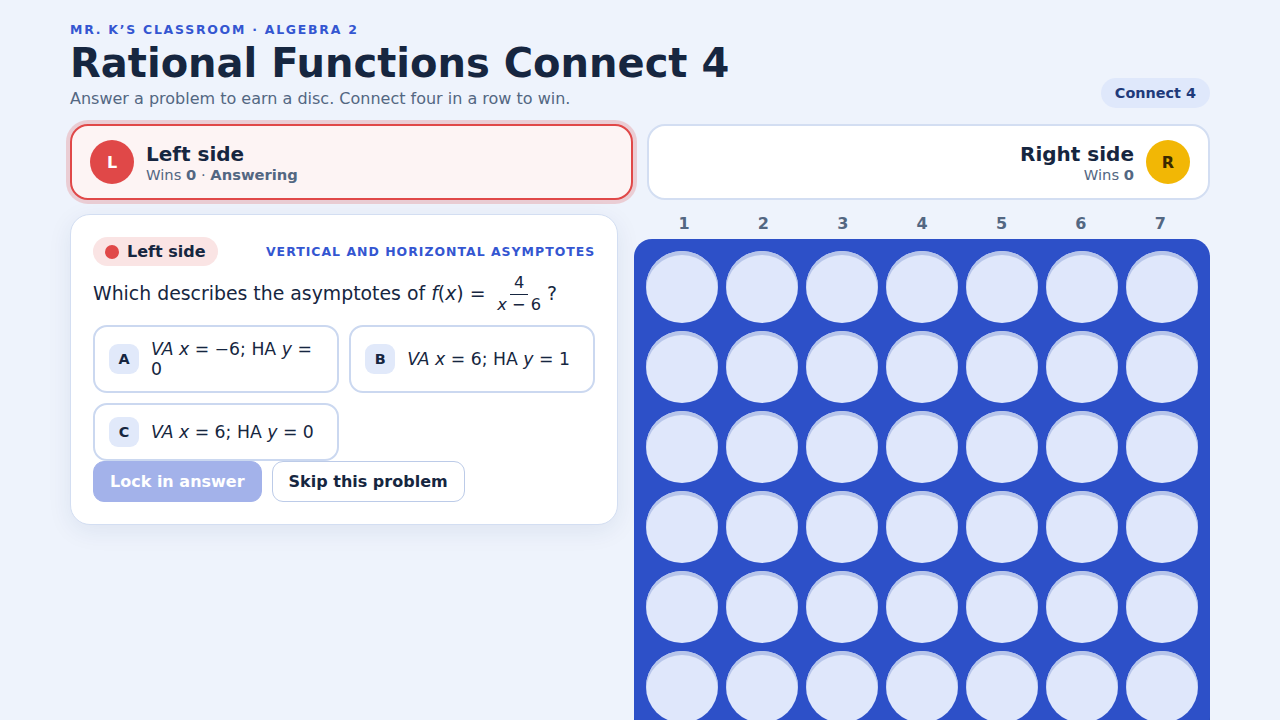 MR. K’S CLASSROOM · ALGEBRA 2
Rational Functions Connect 4
Answer a problem to earn a disc. Connect four in a row to win.
Connect 4
L
Left side
Wins 0 · Answering
Right side
Wins 0
R
Left side
VERTICAL AND HORIZONTAL ASYMPTOTES
Which describes the asymptotes of f(x) = 4 / (x − 6) ?
A
VA x = −6; HA y =
0
B
VA x = 6; HA y = 1
C
VA x = 6; HA y = 0
Lock in answer
Skip this problem
1 2 3 4 5 6 7